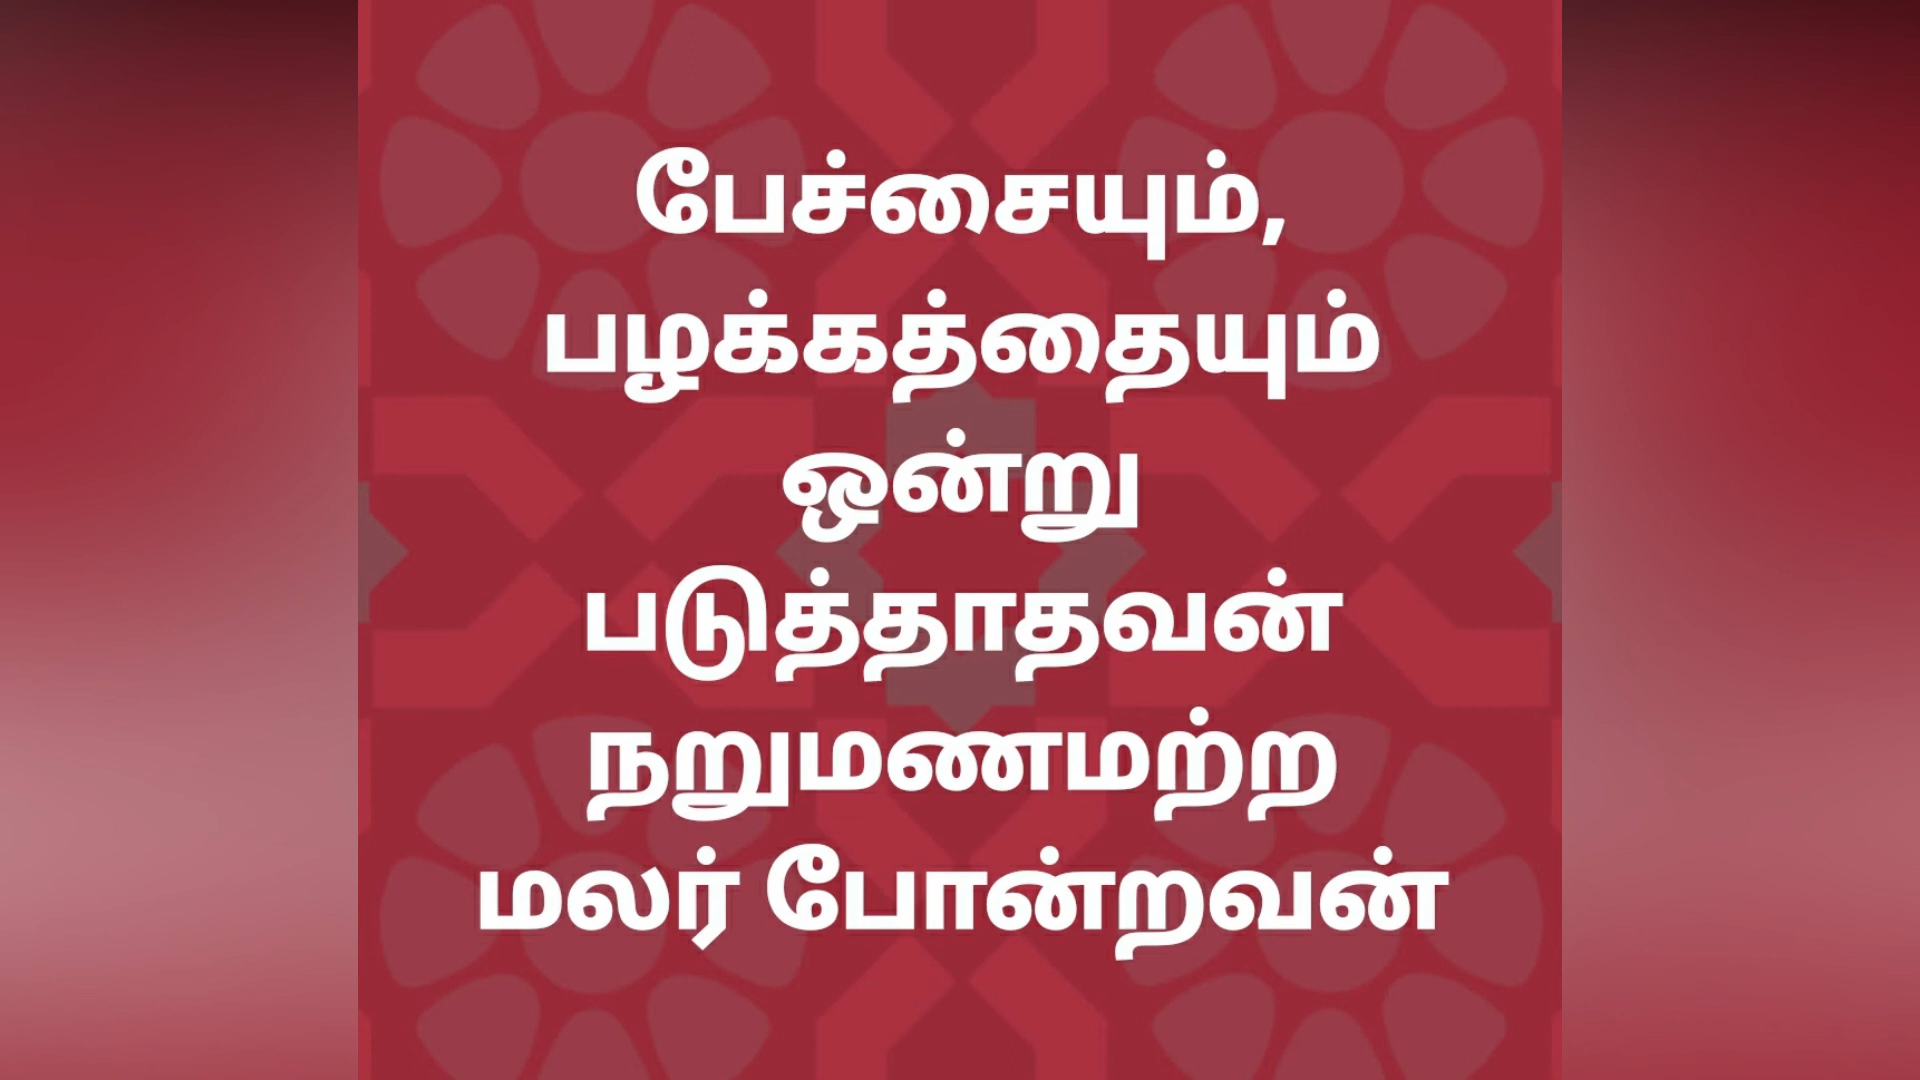 பேச்சையும்,
பழக்கத்தையும்
ஒன்று
படுத்தாதவன்
நறுமணமற்ற
மலர் போன்றவன்